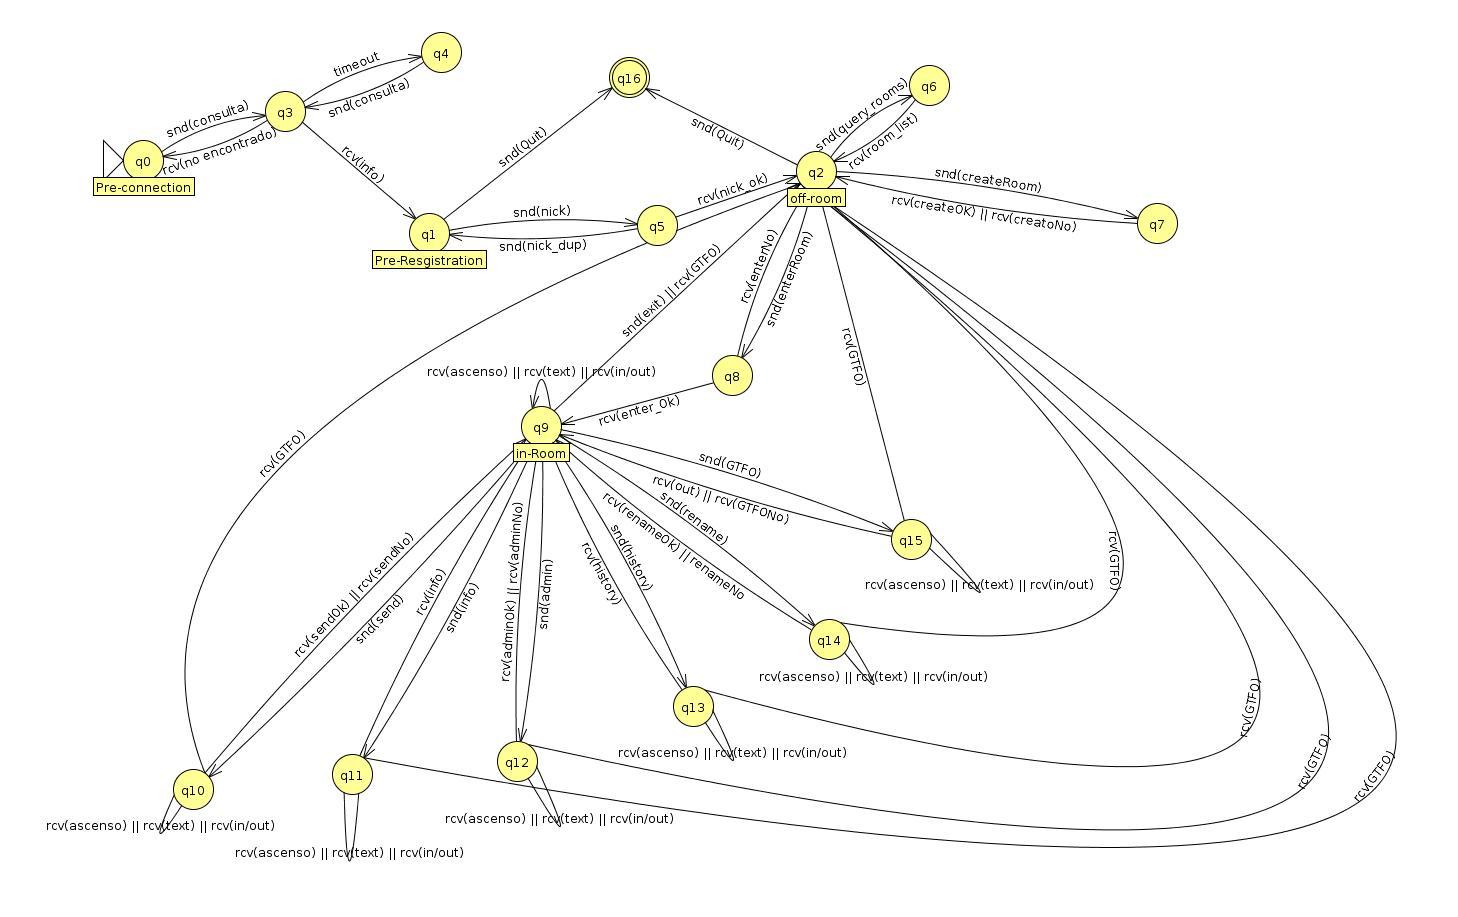 q4
timeout
snd(consulta)
q16
q6
q3
snd(consulta)
rcv(no encontrado)
q0
Pre-connection
rcv(info)
snd(Quit)
snd(Quit)
snd(query_rooms)
rcv(room_list)
q2
off-room
snd(createRoom)
rcv(createOK) || rcv(creatoNo)
q7
rcv(nick_ok)
snd(nick)
q5
q1
snd(nick_dup)
Pre-Resgistration
snd(exit) || rcv(GTFO)
rcv(enterNo)
snd(enterRoom)
rcv(GTFO)
q8
rcv(ascenso) || rcv(text) || rcv(in/out)
rcv(enter_Ok)
q9
in-Room
rcv(GTFO)
snd(GTFO)
rcv(out) || rcv(GTFONo)
snd(rename)
rcv(renameOk) || renameNo
q15
rcv(ascenso) || rcv(text) || rcv(in/out)
rcv(GTFO)
rcv(sendOk) || rcv(sendNo)
snd(send)
rcv(info)
snd(info)
rcv(adminOk) || rcv(adminNo)
snd(admin)
rcv(history)
snd(history)
q14
rcv(ascenso) || rcv(text) || rcv(in/out)
q13
rcv(GTFO)
rcv(ascenso) || rcv(text) || rcv(in/out)
q12
rcv(GTFO)
rcv(GTFO)
q11
q10
rcv(ascenso) || rcv(text) || rcv(in/out)
rcv(ascenso) || rcv(text) || rcv(in/out)
rcv(ascenso) || rcv(text) || rcv(in/out)